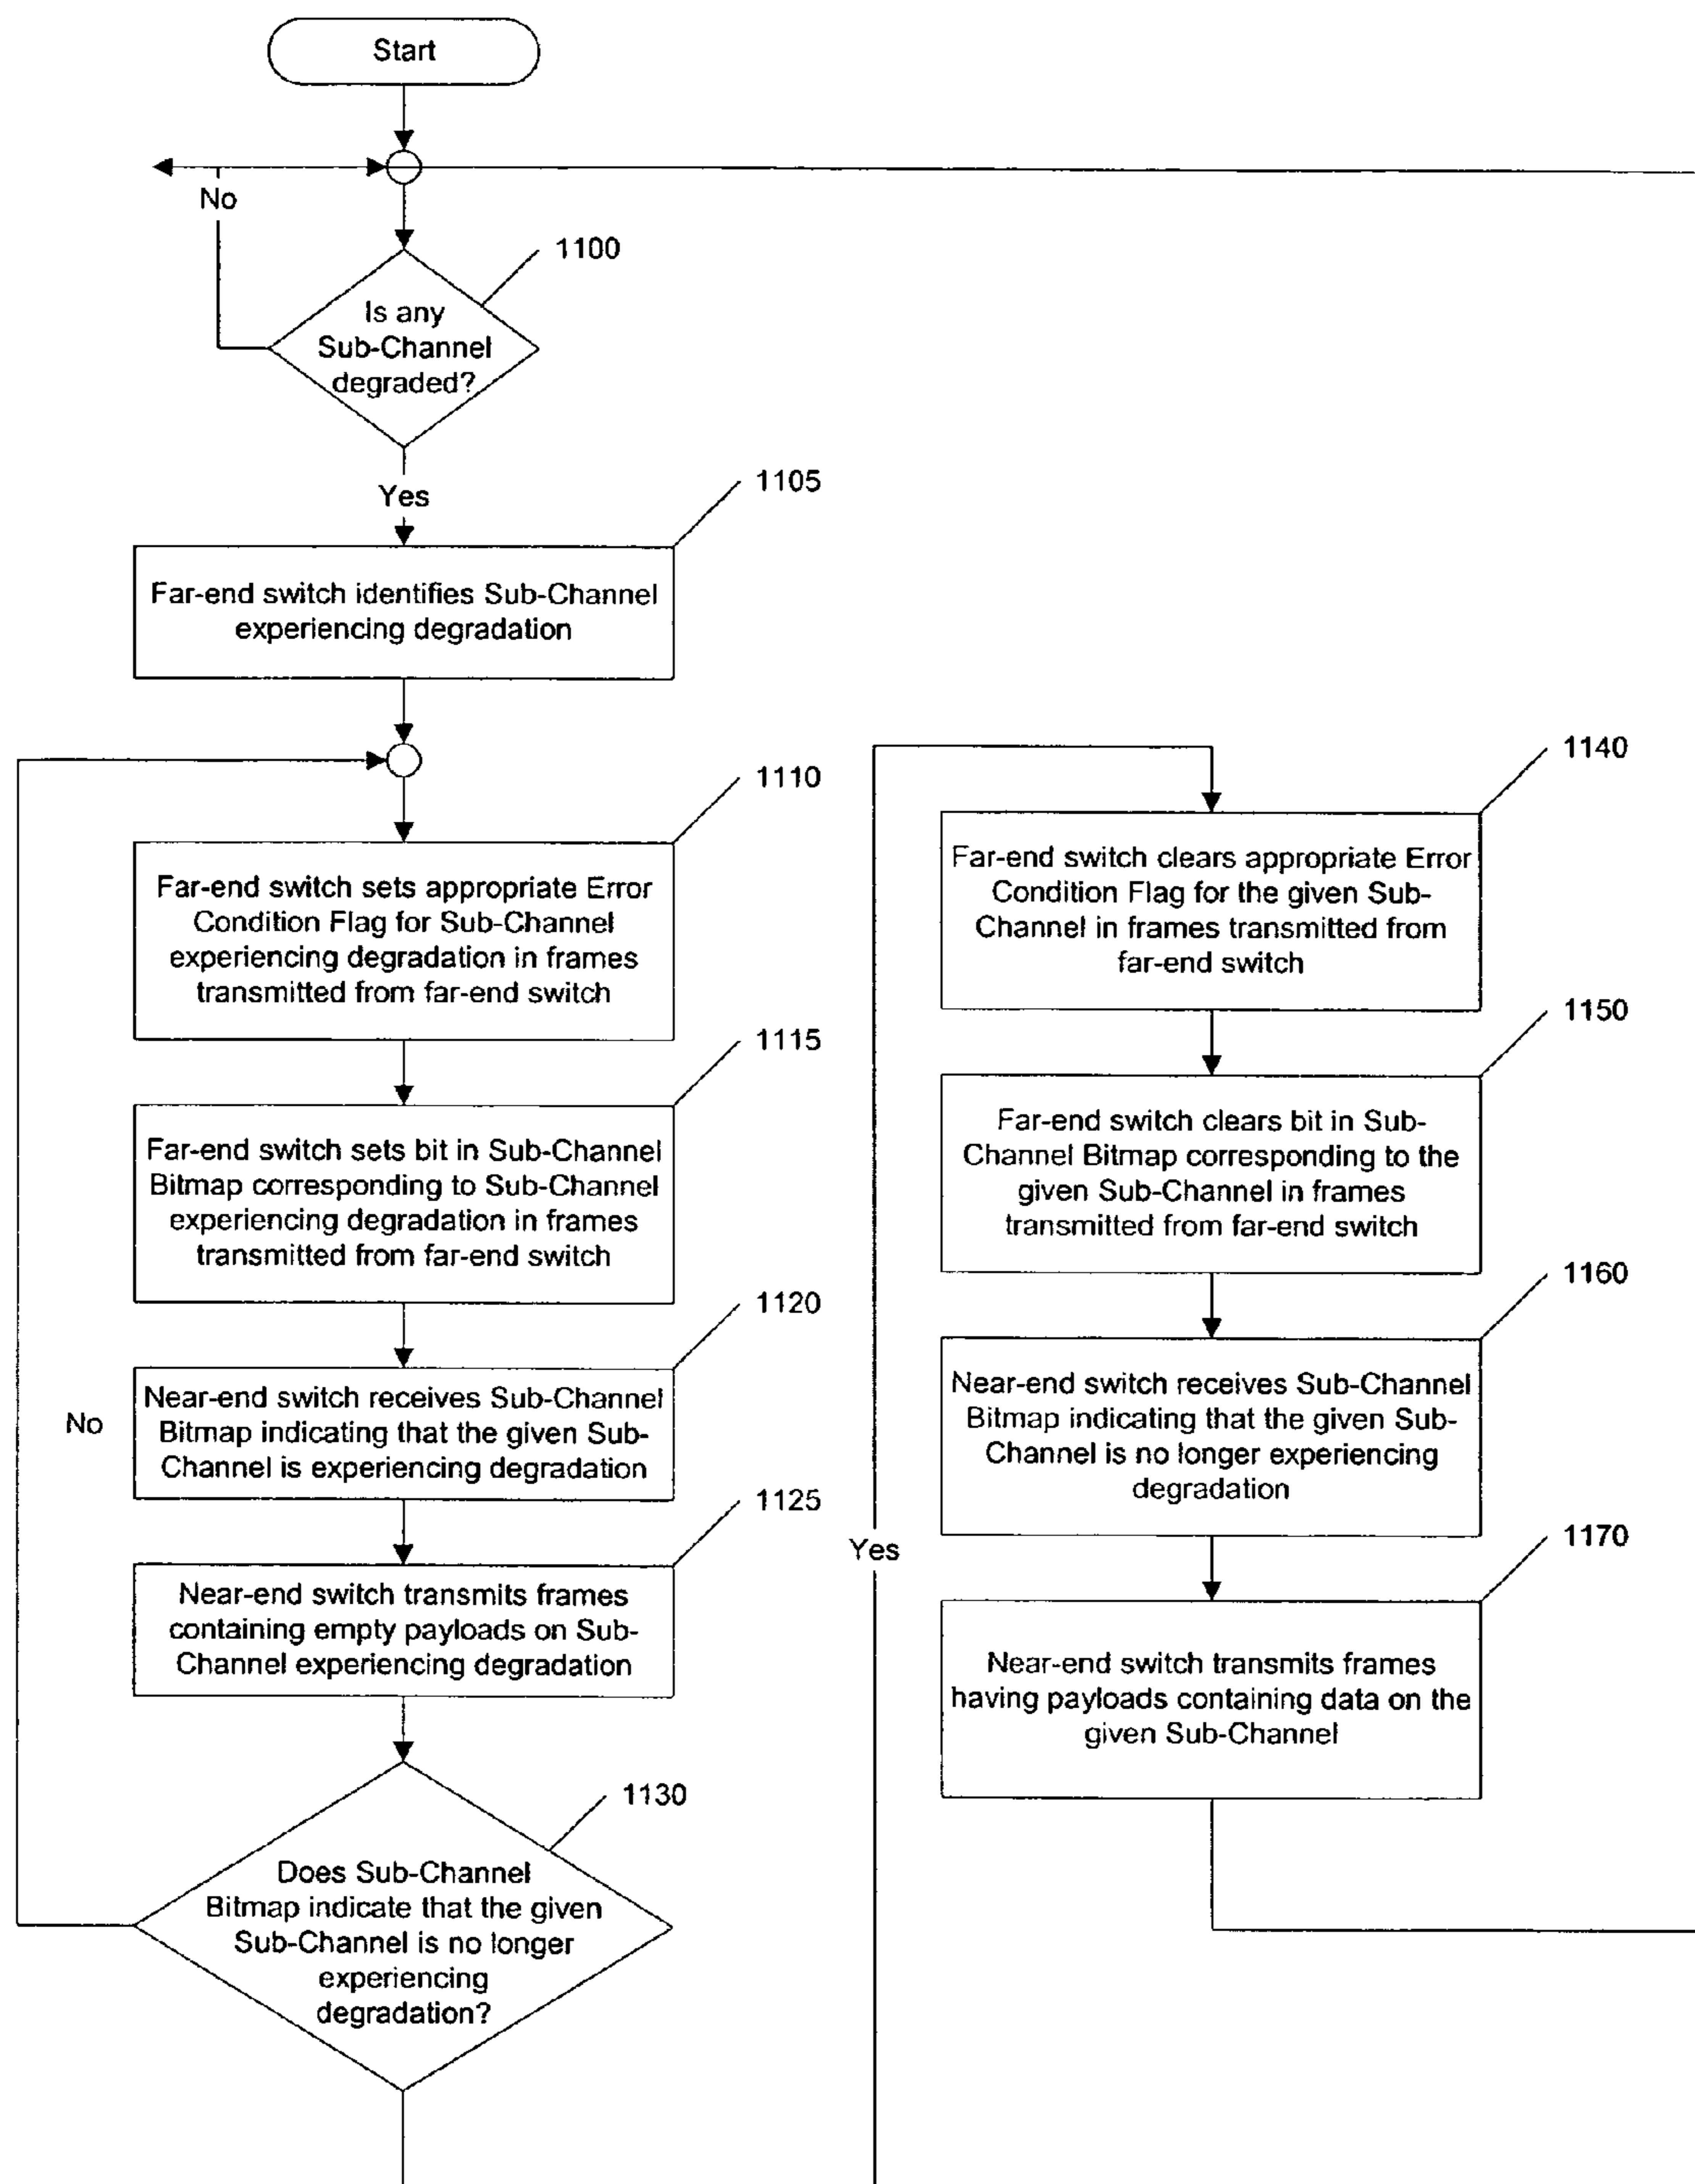 Start
No
1100
Is any
Sub-Channel
degraded?
Yes
1105
Far-end switch identifies Sub-Channel
experiencing degradation
1110
Far-end switch sets appropriate Error
Condition Flag for Sub-Channel
experiencing degradation in frames
transmitted from far-end switch
1115
Far-end switch sets bit in Sub-Channel
Bitmap corresponding to Sub-Channel
experiencing degradation in frames
transmitted from far-end switch
1120
Near-end switch receives Sub-Channel
Bitmap indicating that the given Sub-
Channel is experiencing degradation
No
1125
Near-end switch transmits frames
containing empty payloads on Sub-
Channel experiencing degradation
1130
Does Sub-Channel
Bitmap indicate that the given
Sub-Channel is no longer
experiencing
degradation?
Yes
1140
Far-end switch clears appropriate Error
Condition Flag for the given Sub-
Channel in frames transmitted from
far-end switch
1150
Far-end switch clears bit in Sub-
Channel Bitmap corresponding to the
given Sub-Channel in frames
transmitted from far-end switch
1160
Near-end switch receives Sub-Channel
Bitmap indicating that the given Sub-
Channel is no longer experiencing
degradation
1170
Near-end switch transmits frames
having payloads containing data on the
given Sub-Channel